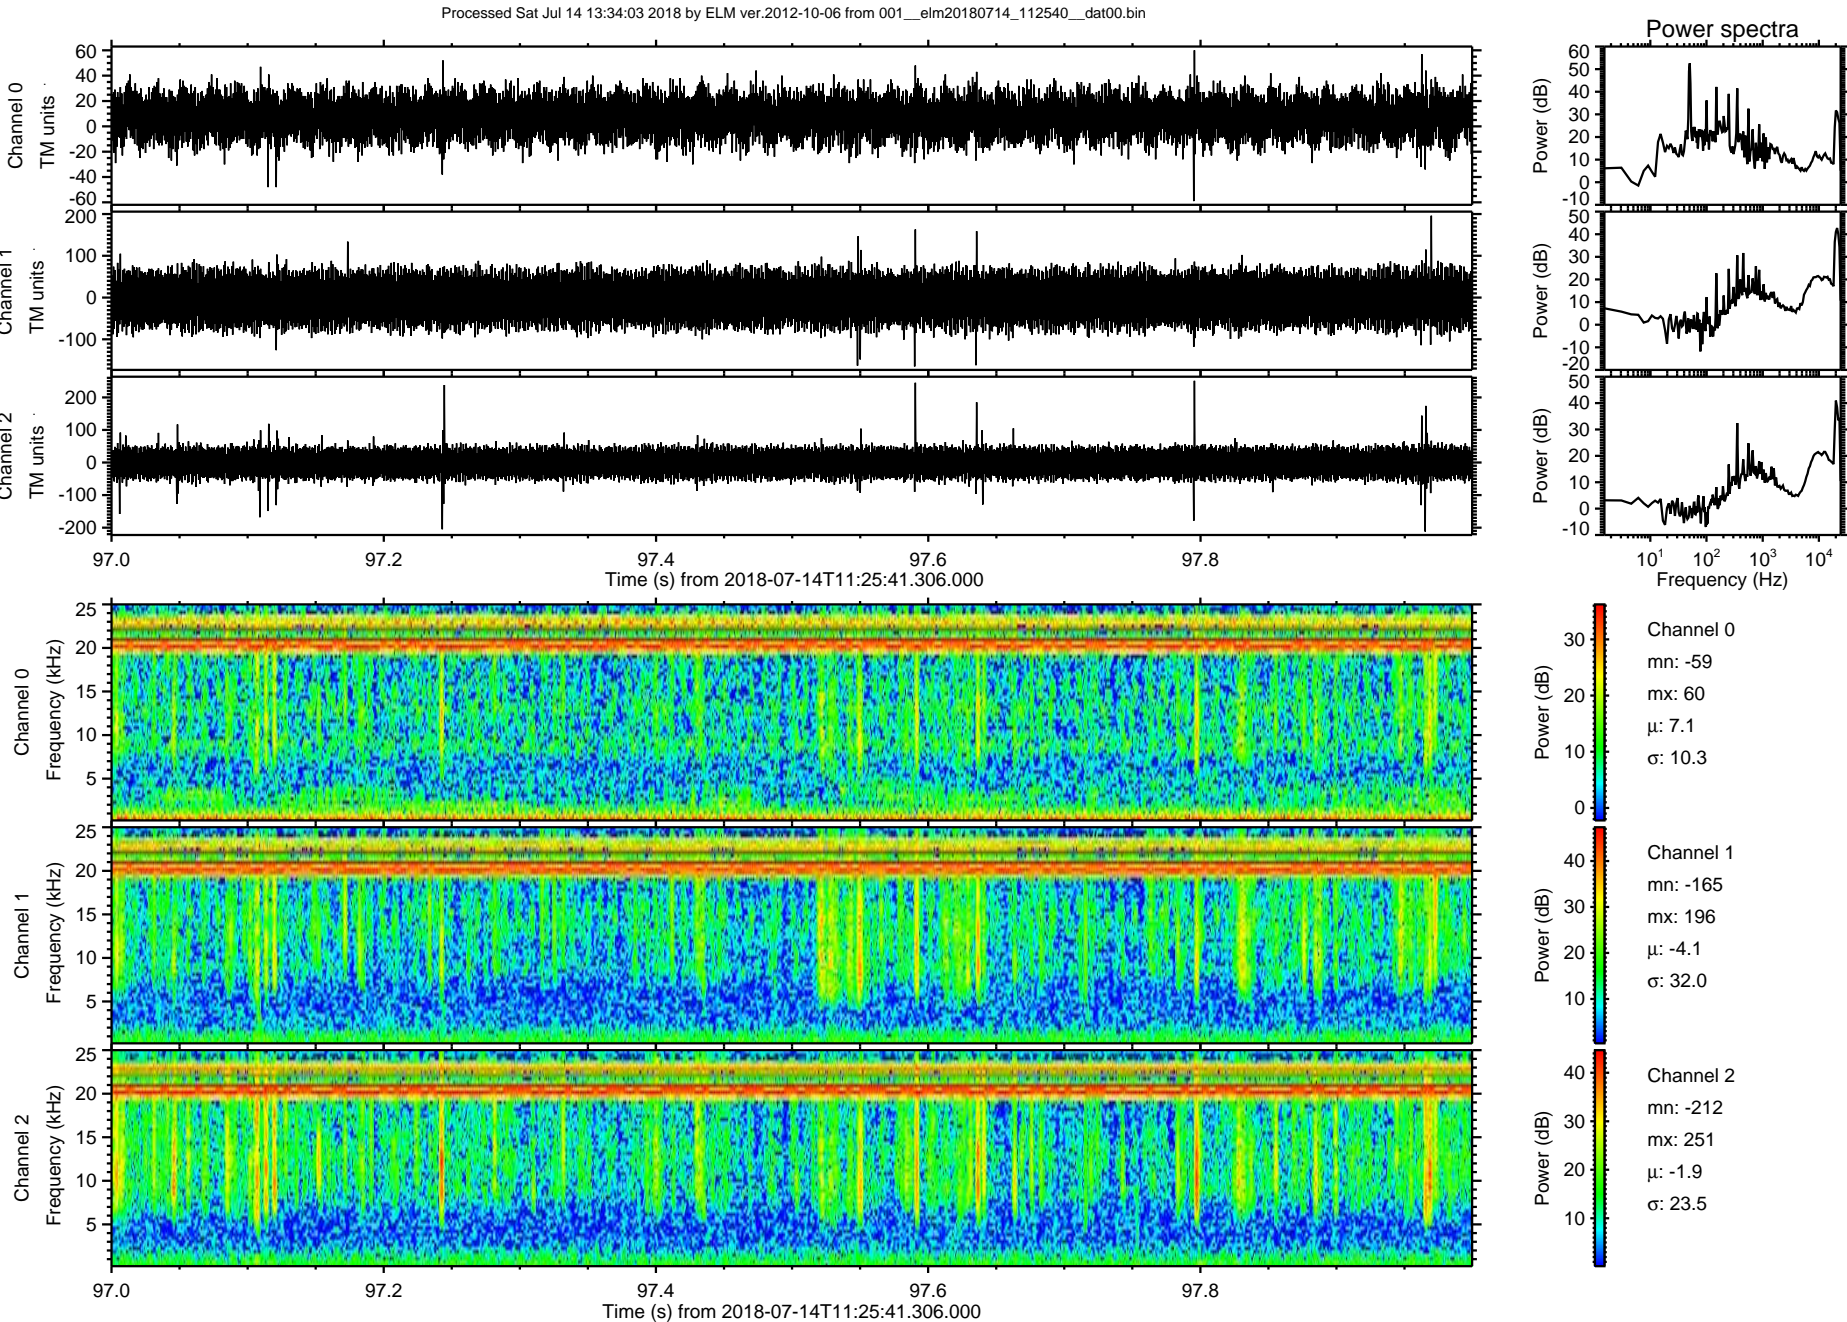 Processed Sat Jul 14 13:34:03 2018 by ELM ver.2012-10-06 from 001__elm20180714_112540__dat00.bin
Power spectra
Channel 0
TM units
60
40
20
0
-20
-40
-60
Power (dB)
60
50
40
30
20
10
0
-10
Channel 1
TM units
200
100
0
-100
Power (dB)
50
40
30
20
10
0
-10
-20
Channel 2
TM units
200
100
0
-100
-200
Power (dB)
50
40
30
20
10
0
-10
97.0 97.2 97.4 97.6 97.8
Time (s) from 2018-07-14T11:25:41.306.000
10^1 10^2 10^3 10^4
Frequency (Hz)
Channel 0
Frequency (kHz)
25
20
15
10
5
Power (dB)
30
20
10
0
Channel 0
mn: -59
mx: 60
μ: 7.1
σ: 10.3
Channel 1
Frequency (kHz)
25
20
15
10
5
Power (dB)
40
30
20
10
Channel 1
mn: -165
mx: 196
μ: -4.1
σ: 32.0
Channel 2
Frequency (kHz)
25
20
15
10
5
Power (dB)
40
30
20
10
Channel 2
mn: -212
mx: 251
μ: -1.9
σ: 23.5
97.0 97.2 97.4 97.6 97.8
Time (s) from 2018-07-14T11:25:41.306.000